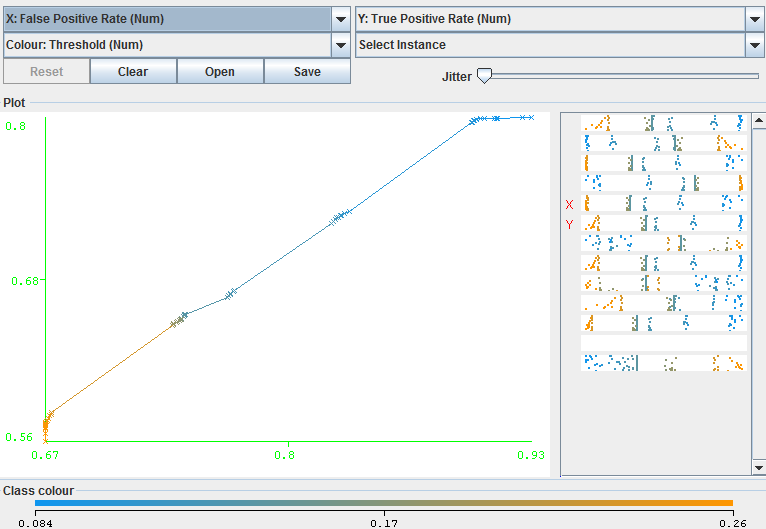 X: False Positive Rate (Num)
Y: True Positive Rate (Num)
Colour: Threshold (Num)
Select Instance
Reset
Clear
Open
Save
Jitter
Plot
0.8
0.68
0.56
0.67
0.8
0.93
X
Y
Class colour
0.084
0.17
0.26